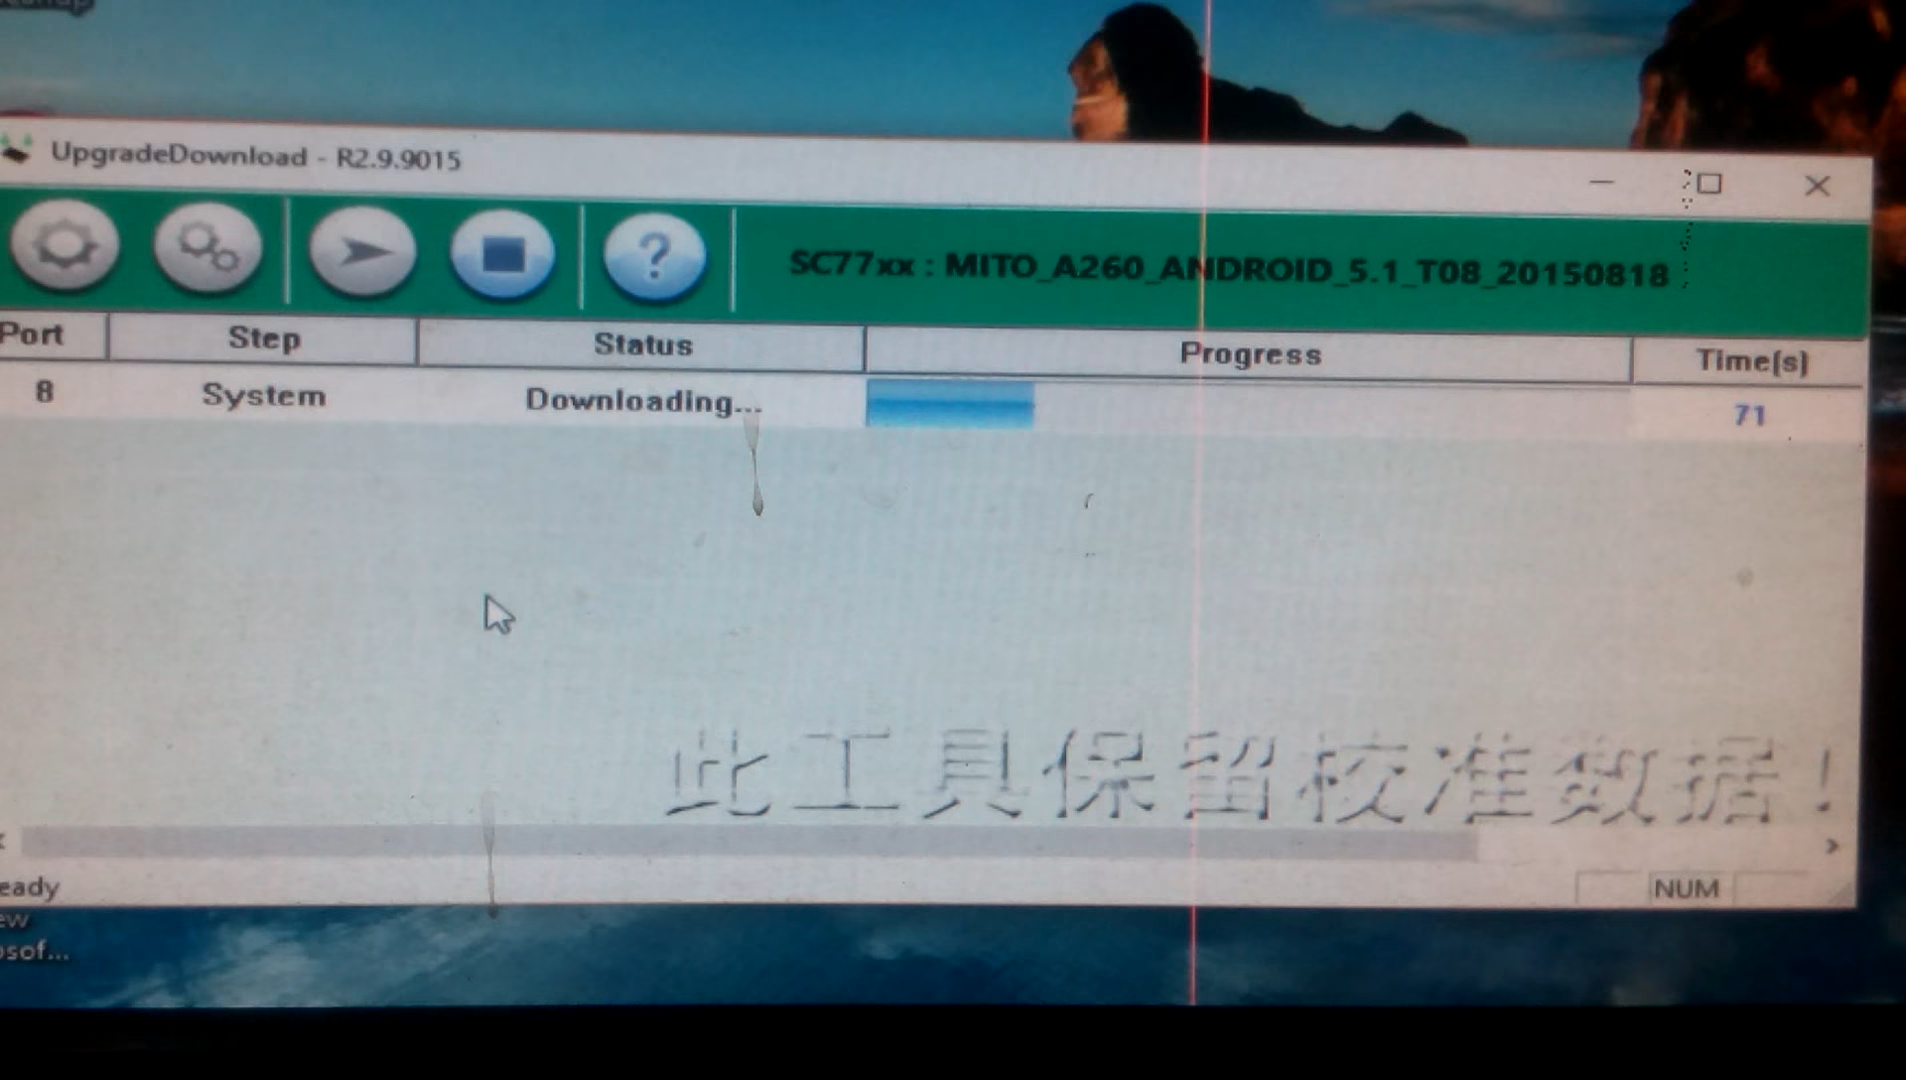 UpgradeDownload - R2.9.9015
SC77xx : MITO_A260_ANDROID_5.1_T08_20150818
Port Step Status Progress Time(s)
8 System Downloading... 71
此工具保留校准数据！
eady
NUM
ew
osof...